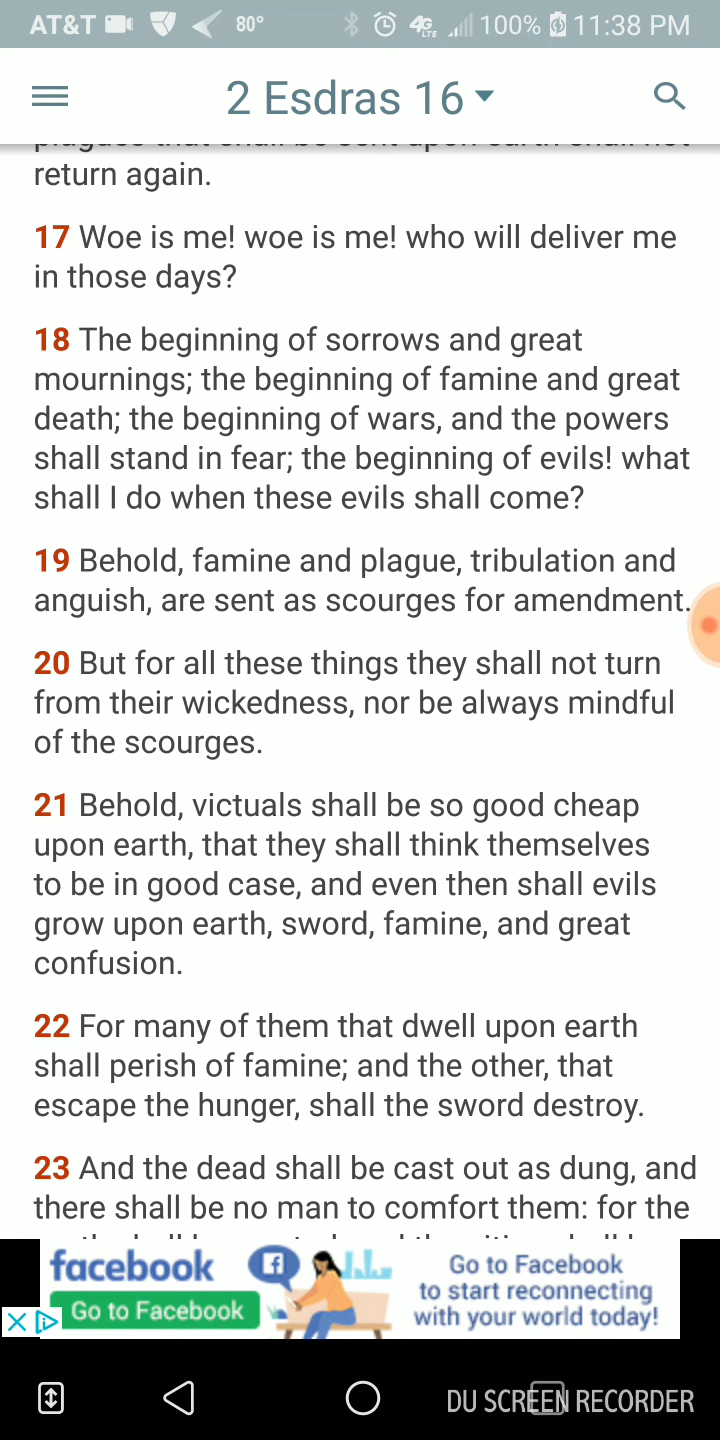 AT&T 80° 4G LTE 100% 11:38 PM
2 Esdras 16
plagues that shall be sent upon earth shall not
return again.
17 Woe is me! woe is me! who will deliver me
in those days?
18 The beginning of sorrows and great
mournings; the beginning of famine and great
death; the beginning of wars, and the powers
shall stand in fear; the beginning of evils! what
shall I do when these evils shall come?
19 Behold, famine and plague, tribulation and
anguish, are sent as scourges for amendment.
20 But for all these things they shall not turn
from their wickedness, nor be always mindful
of the scourges.
21 Behold, victuals shall be so good cheap
upon earth, that they shall think themselves
to be in good case, and even then shall evils
grow upon earth, sword, famine, and great
confusion.
22 For many of them that dwell upon earth
shall perish of famine; and the other, that
escape the hunger, shall the sword destroy.
23 And the dead shall be cast out as dung, and
there shall be no man to comfort them: for the
facebook
Go to Facebook
f
Go to Facebook
to start reconnecting
with your world today!
DU SCREEN RECORDER